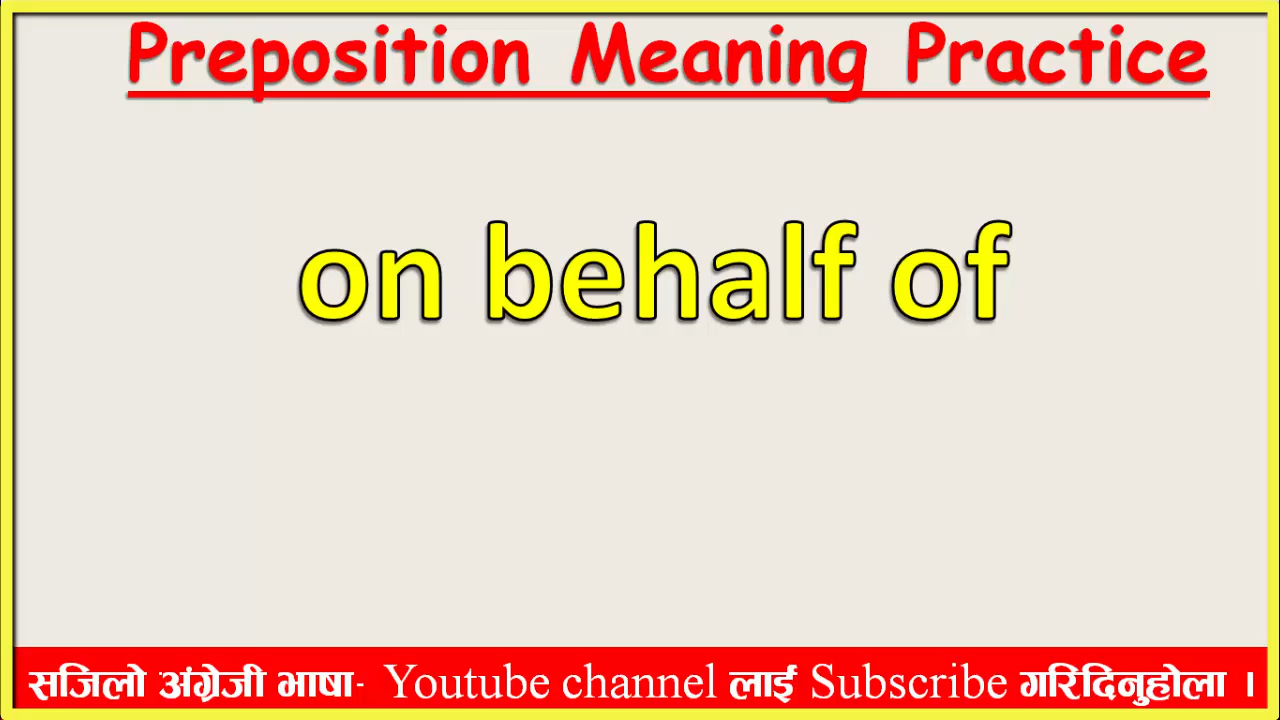 Preposition Meaning Practice
on behalf of
सजिलो अंग्रेजी भाषा- Youtube channel लाई Subscribe गरिदिनुहोला ।